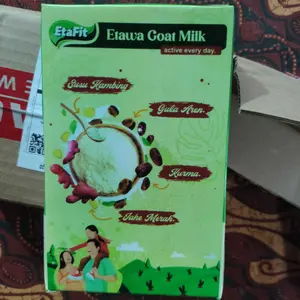 EtaFit
Etawa Goat Milk
active every day.
Susu Kambing
Gula Aren.
Kurma.
Jahe Merah.